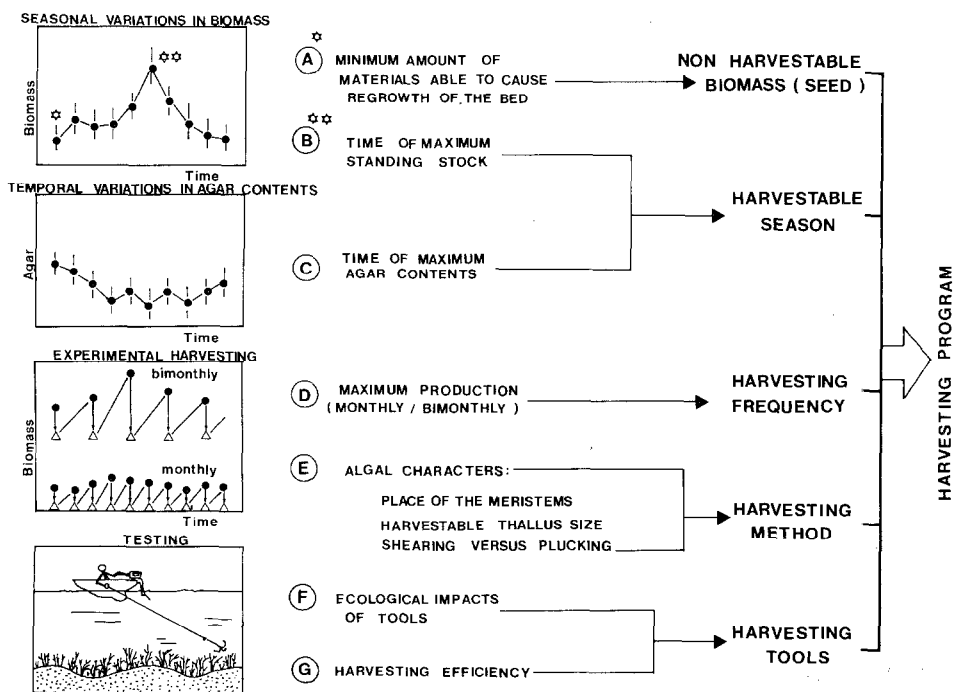 SEASONAL VARIATIONS IN BIOMASS
Biomass
Time
TEMPORAL VARIATIONS IN AGAR CONTENTS
Agar
Time
EXPERIMENTAL HARVESTING
bimonthly
monthly
Biomass
Time
TESTING
A
MINIMUM AMOUNT OF
MATERIALS ABLE TO CAUSE
REGROWTH OF THE BED
B
TIME OF MAXIMUM
STANDING STOCK
C
TIME OF MAXIMUM
AGAR CONTENTS
D
MAXIMUM PRODUCTION
(MONTHLY / BIMONTHLY)
E
ALGAL CHARACTERS:
PLACE OF THE MERISTEMS
HARVESTABLE THALLUS SIZE
SHEARING VERSUS PLUCKING
F
ECOLOGICAL IMPACTS
OF TOOLS
G
HARVESTING EFFICIENCY
NON HARVESTABLE
BIOMASS (SEED)
HARVESTABLE
SEASON
HARVESTING
FREQUENCY
HARVESTING
METHOD
HARVESTING
TOOLS
HARVESTING PROGRAM